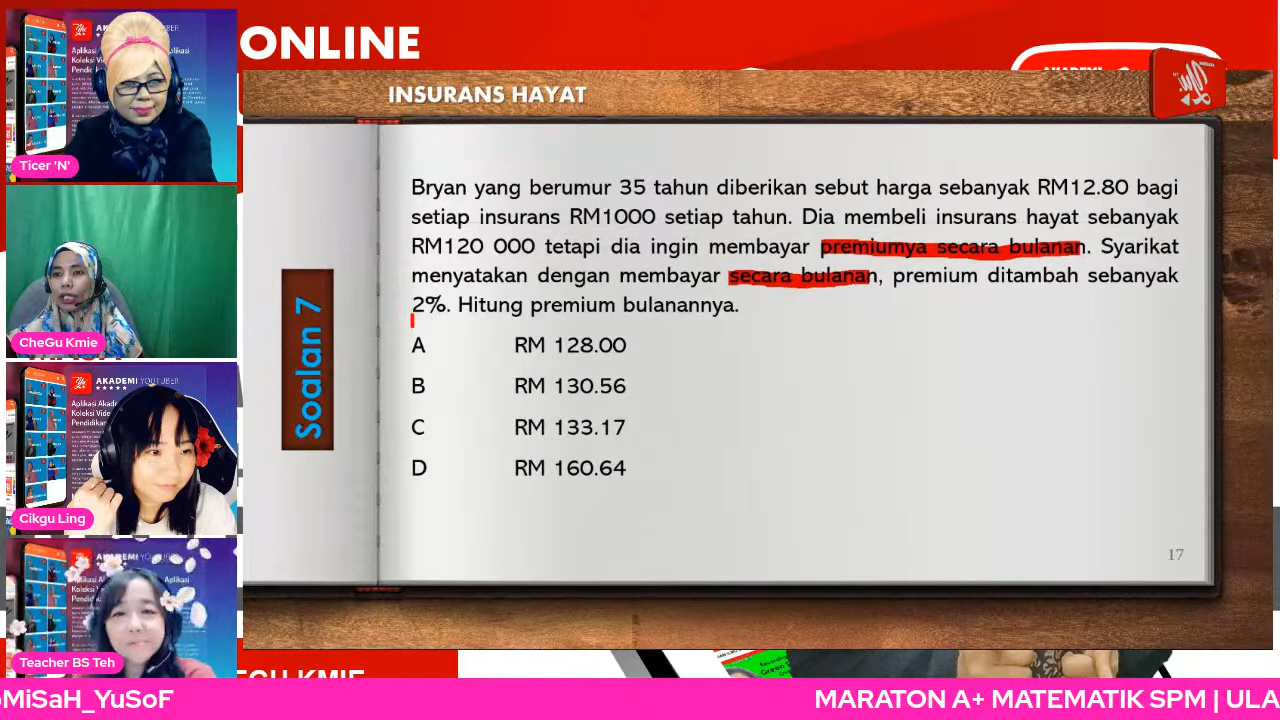 ONLINE
AKADEMI
INSURANS HAYAT
Bryan yang berumur 35 tahun diberikan sebut harga sebanyak RM12.80 bagi
setiap insurans RM1000 setiap tahun. Dia membeli insurans hayat sebanyak
RM120 000 tetapi dia ingin membayar premiumya secara bulanan. Syarikat
menyatakan dengan membayar secara bulanan, premium ditambah sebanyak
2%. Hitung premium bulanannya.
A RM 128.00
B RM 130.56
C RM 133.17
D RM 160.64
Soalan 7
17
Ticer 'N'
CheGu Kmie
AKADEMI YOUTUBER
Cikgu Ling
Teacher BS Teh
MiSaH_YuSoF
MARATON A+ MATEMATIK SPM | ULA